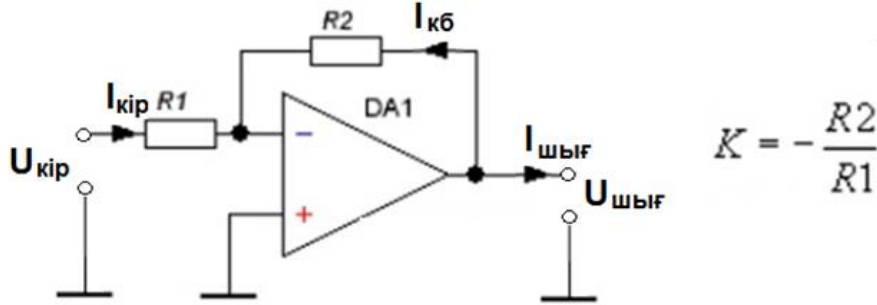 R2
Iкб
Iкір R1
DA1
−
+
Uкір
Iшығ
Uшығ
K = − R2/R1